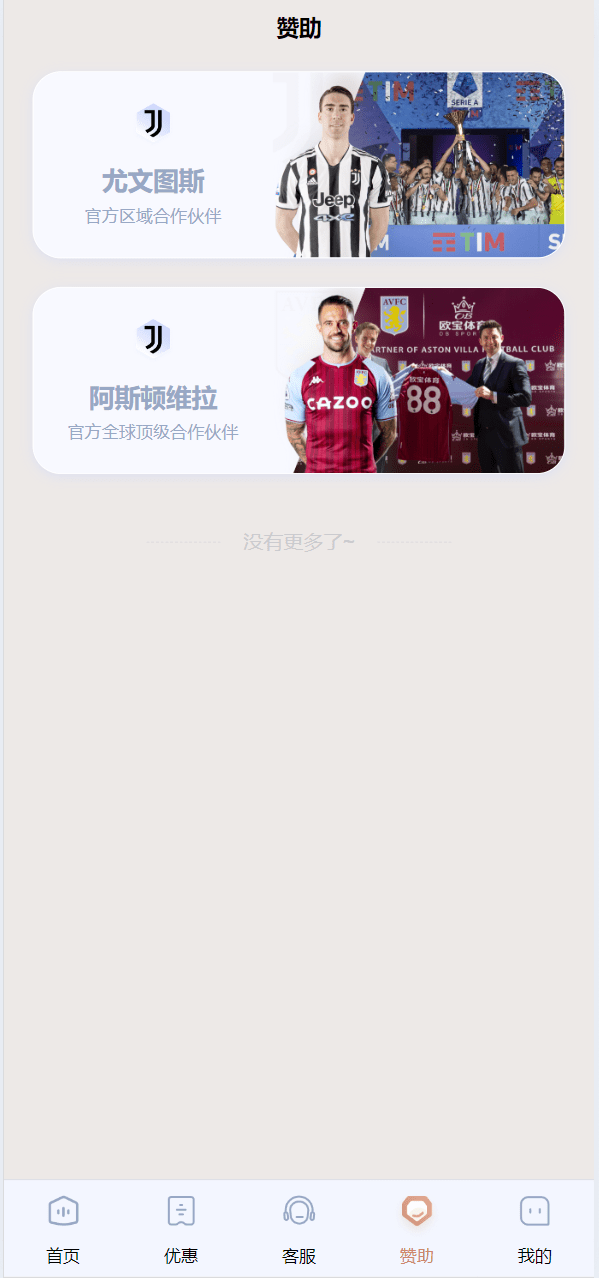 赞助
尤文图斯
官方区域合作伙伴
Jeep
4xe
SERIE A
TIM
TIM
阿斯顿维拉
官方全球顶级合作伙伴
AVFC
欧宝体育
OB SPORTS
PARTNER OF ASTON VILLA FOOTBALL CLUB
欧宝体育
88
CAZOO
没有更多了~
首页
优惠
客服
赞助
我的